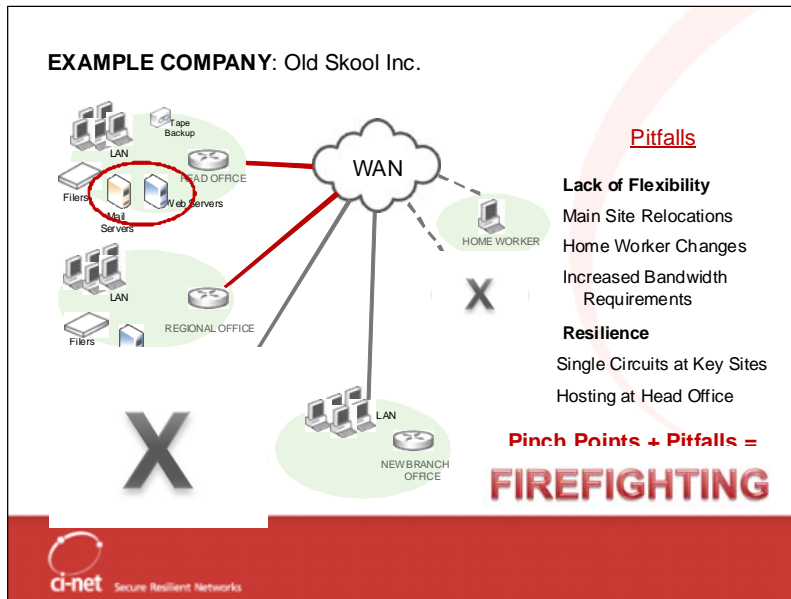 EXAMPLE COMPANY: Old Skool Inc.
Tape
Backup
LAN
HEAD OFFICE
Filers
Mail
Servers
Web Servers
WAN
HOME WORKER
LAN
REGIONAL OFFICE
Filers
X
X
LAN
NEW BRANCH
OFFICE
Pitfalls
Lack of Flexibility
Main Site Relocations
Home Worker Changes
Increased Bandwidth
Requirements
Resilience
Single Circuits at Key Sites
Hosting at Head Office
Pinch Points + Pitfalls =
FIREFIGHTING
ci-net Secure Resilient Networks